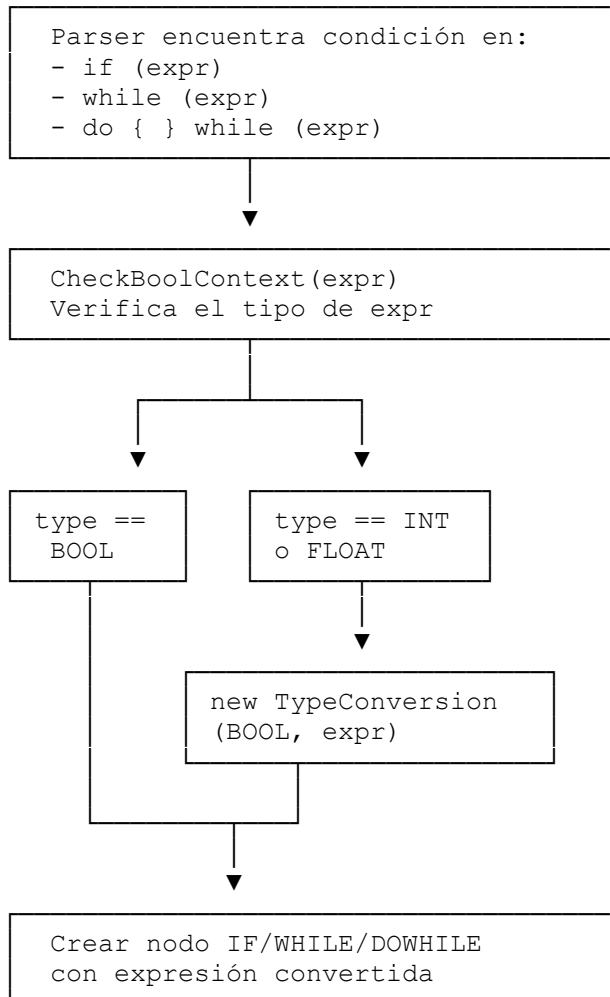 Parser encuentra condición en:
- if (expr)
- while (expr)
- do { } while (expr)
CheckBoolContext(expr)
Verifica el tipo de expr
type ==
BOOL
type == INT
o FLOAT
new TypeConversion
(BOOL, expr)
Crear nodo IF/WHILE/DOWHILE
con expresión convertida